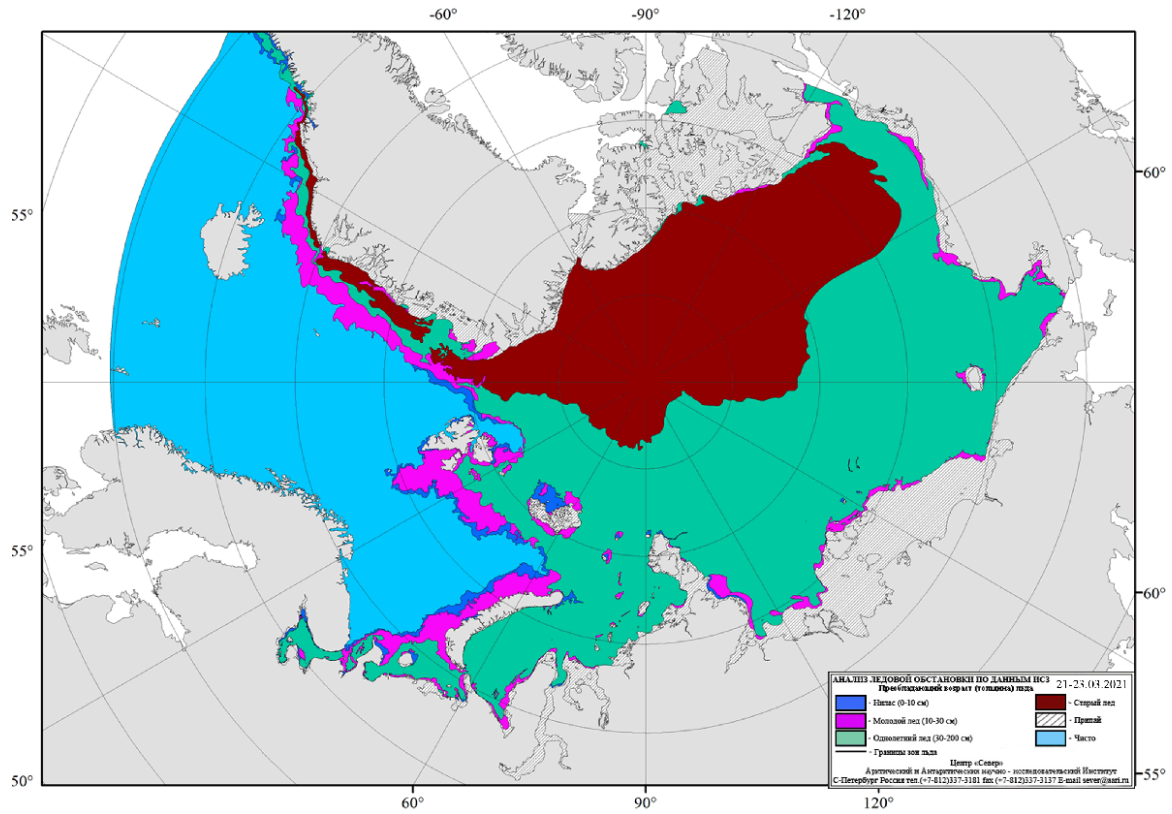 -60° -90° -120°
60°
55°
55°
60°
50°
55°
60° 90° 120°
АНАЛИЗ ЛЕДОВОЙ ОБСТАНОВКИ ПО ДАННЫМ ИСЗ 21-23.03.2021
Преобладающий возраст (толщина) льда
- Нилас (0-10 см) - Старый лед
- Молодой лед (10-30 см) - Припай
- Однолетний лед (30-200 см) - Чисто
- Границы зон льда
Центр «Север»
Арктический и Антарктический научно - исследовательский Институт
С-Петербург Россия тел.(+7-812)337-3181 fax (+7-812)337-3137 E-mail sever@aari.ru